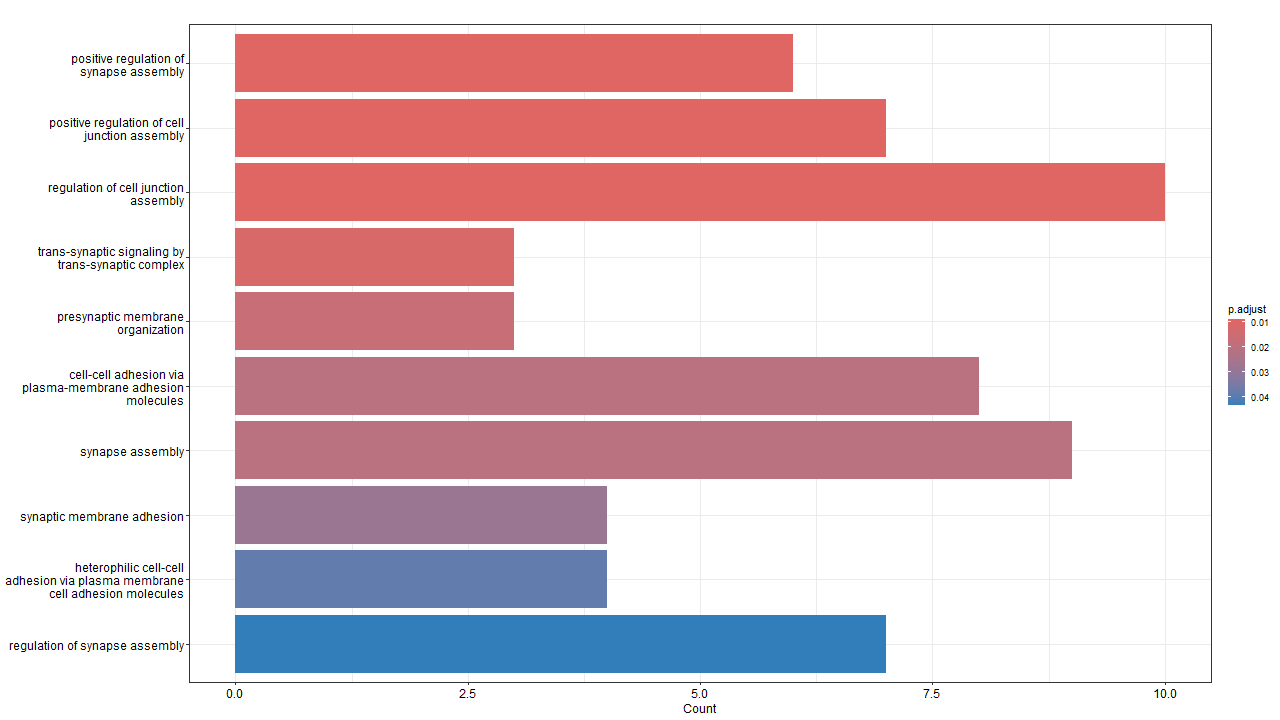 positive regulation of
synapse assembly
positive regulation of cell
junction assembly
regulation of cell junction
assembly
trans-synaptic signaling by
trans-synaptic complex
presynaptic membrane
organization
cell-cell adhesion via
plasma-membrane adhesion
molecules
synapse assembly
synaptic membrane adhesion
heterophilic cell-cell
adhesion via plasma membrane
cell adhesion molecules
regulation of synapse assembly
0.0 2.5 5.0 7.5 10.0
Count
p.adjust
0.01
0.02
0.03
0.04